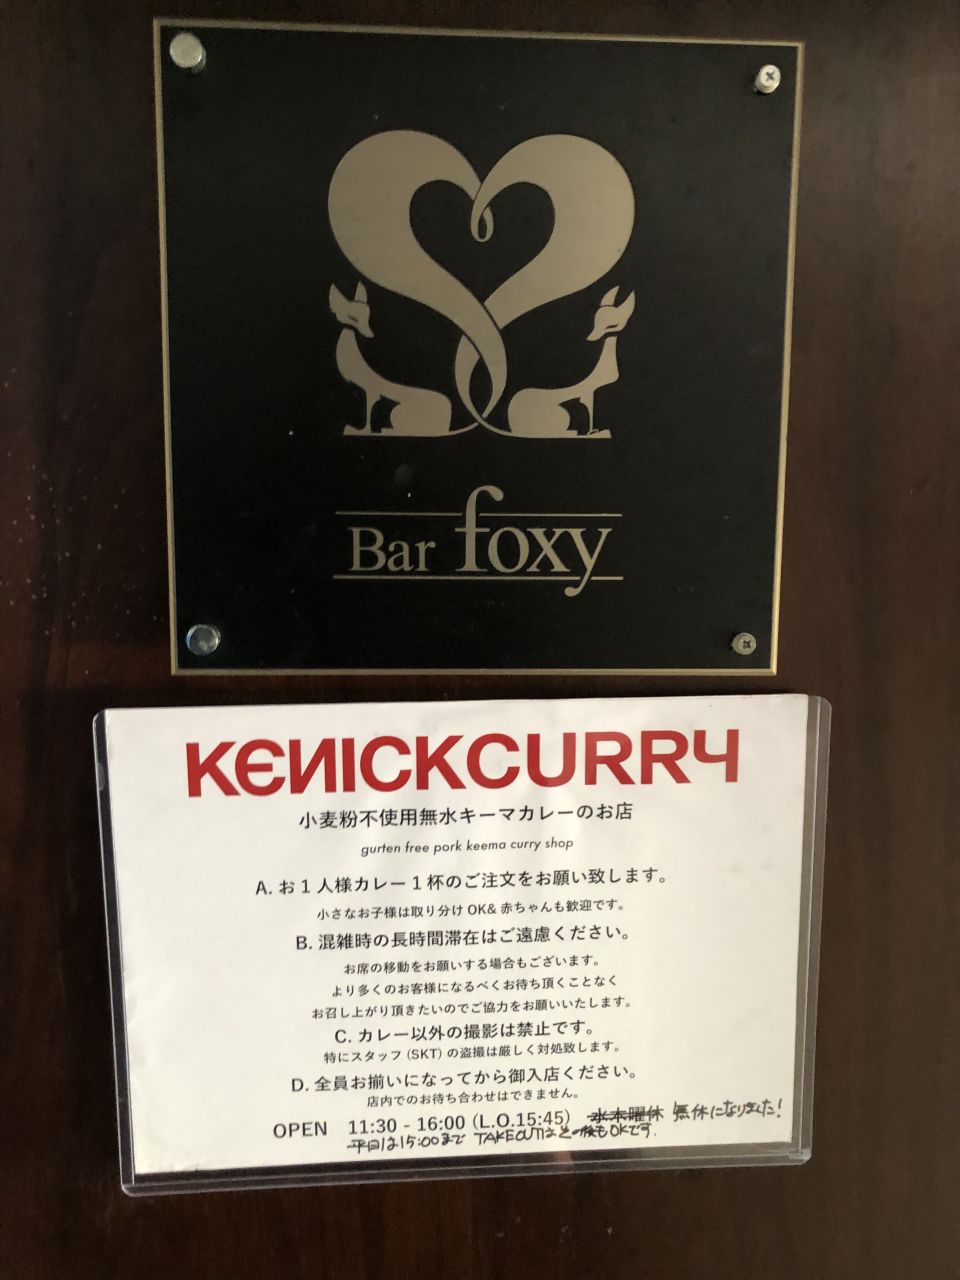 Bar foxy
KENICKCURRY
小麦粉不使用無水キーマカレーのお店
gurten free pork keema curry shop
A. お1人様カレー1杯のご注文をお願い致します。
小さなお子様は取り分けOK&赤ちゃんも歓迎です。
B. 混雑時の長時間滞在はご遠慮ください。
お席の移動をお願いする場合もございます。
より多くのお客様になるべくお待ち頂くことなく
お召し上がり頂きたいのでご協力をお願いいたします。
C. カレー以外の撮影は禁止です。
特にスタッフ(SKT)の盗撮は厳しく対処致します。
D. 全員お揃いになってから御入店ください。
店内でのお待ち合わせはできません。
OPEN 11:30 - 16:00 (L.O.15:45) 水木曜休 無休になりました!
平日は15:00まで TAKEOUTはその後もOKです.